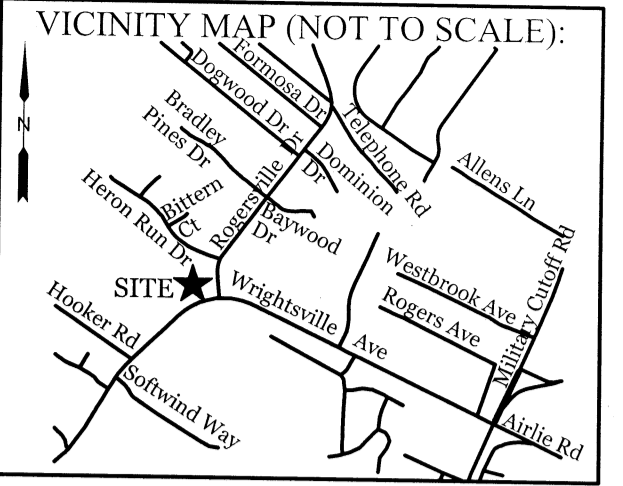 VICINITY MAP (NOT TO SCALE):
N
Formosa Dr
Dogwood Dr
Telephone Rd
Bradley
Pines Dr
Dominion
Dr
Allens Ln
Rogersville Dr
Bittern
Ct
Heron Run Dr
Baywood
Dr
Military Cutoff Rd
Westbrook Ave
SITE
Wrightsville Ave
Rogers Ave
Hooker Rd
Softwind Way
Airlie Rd